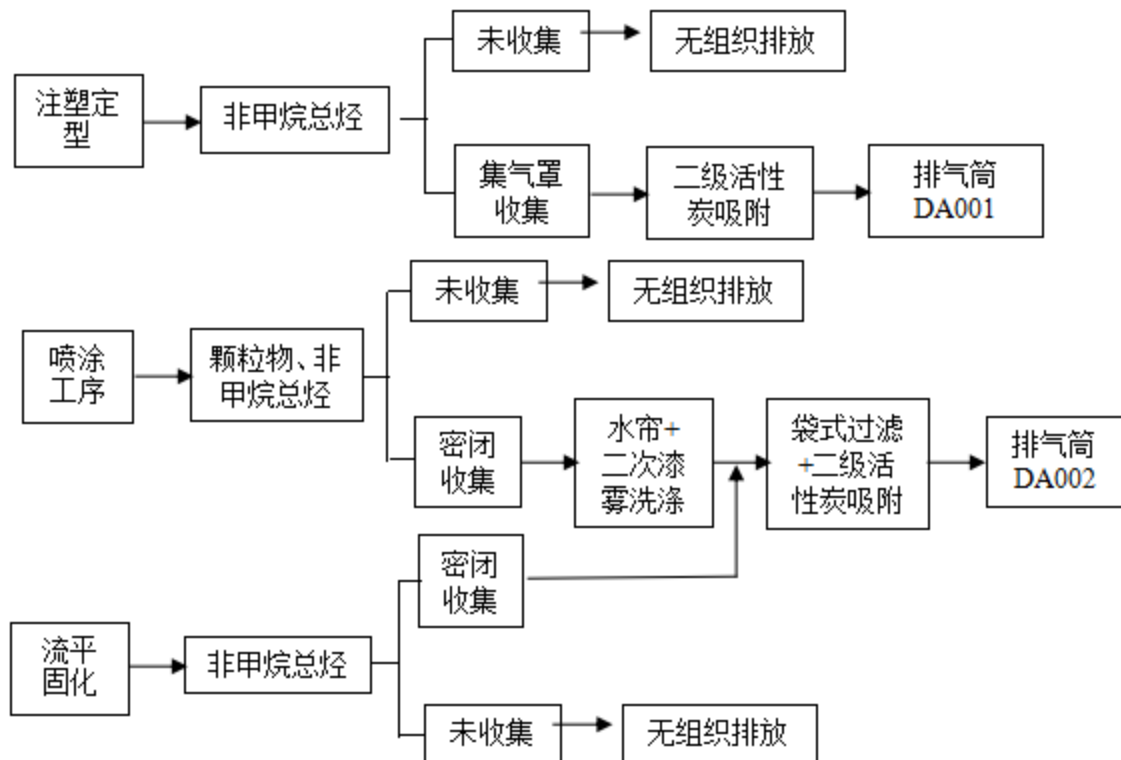 未收集
无组织排放
注塑定
型
非甲烷总烃
集气罩
收集
二级活性
炭吸附
排气筒
DA001
未收集
无组织排放
喷涂
工序
颗粒物、非
甲烷总烃
密闭
收集
水帘+
二次漆
雾洗涤
袋式过滤
+二级活
性炭吸附
排气筒
DA002
密闭
收集
流平
固化
非甲烷总烃
未收集
无组织排放